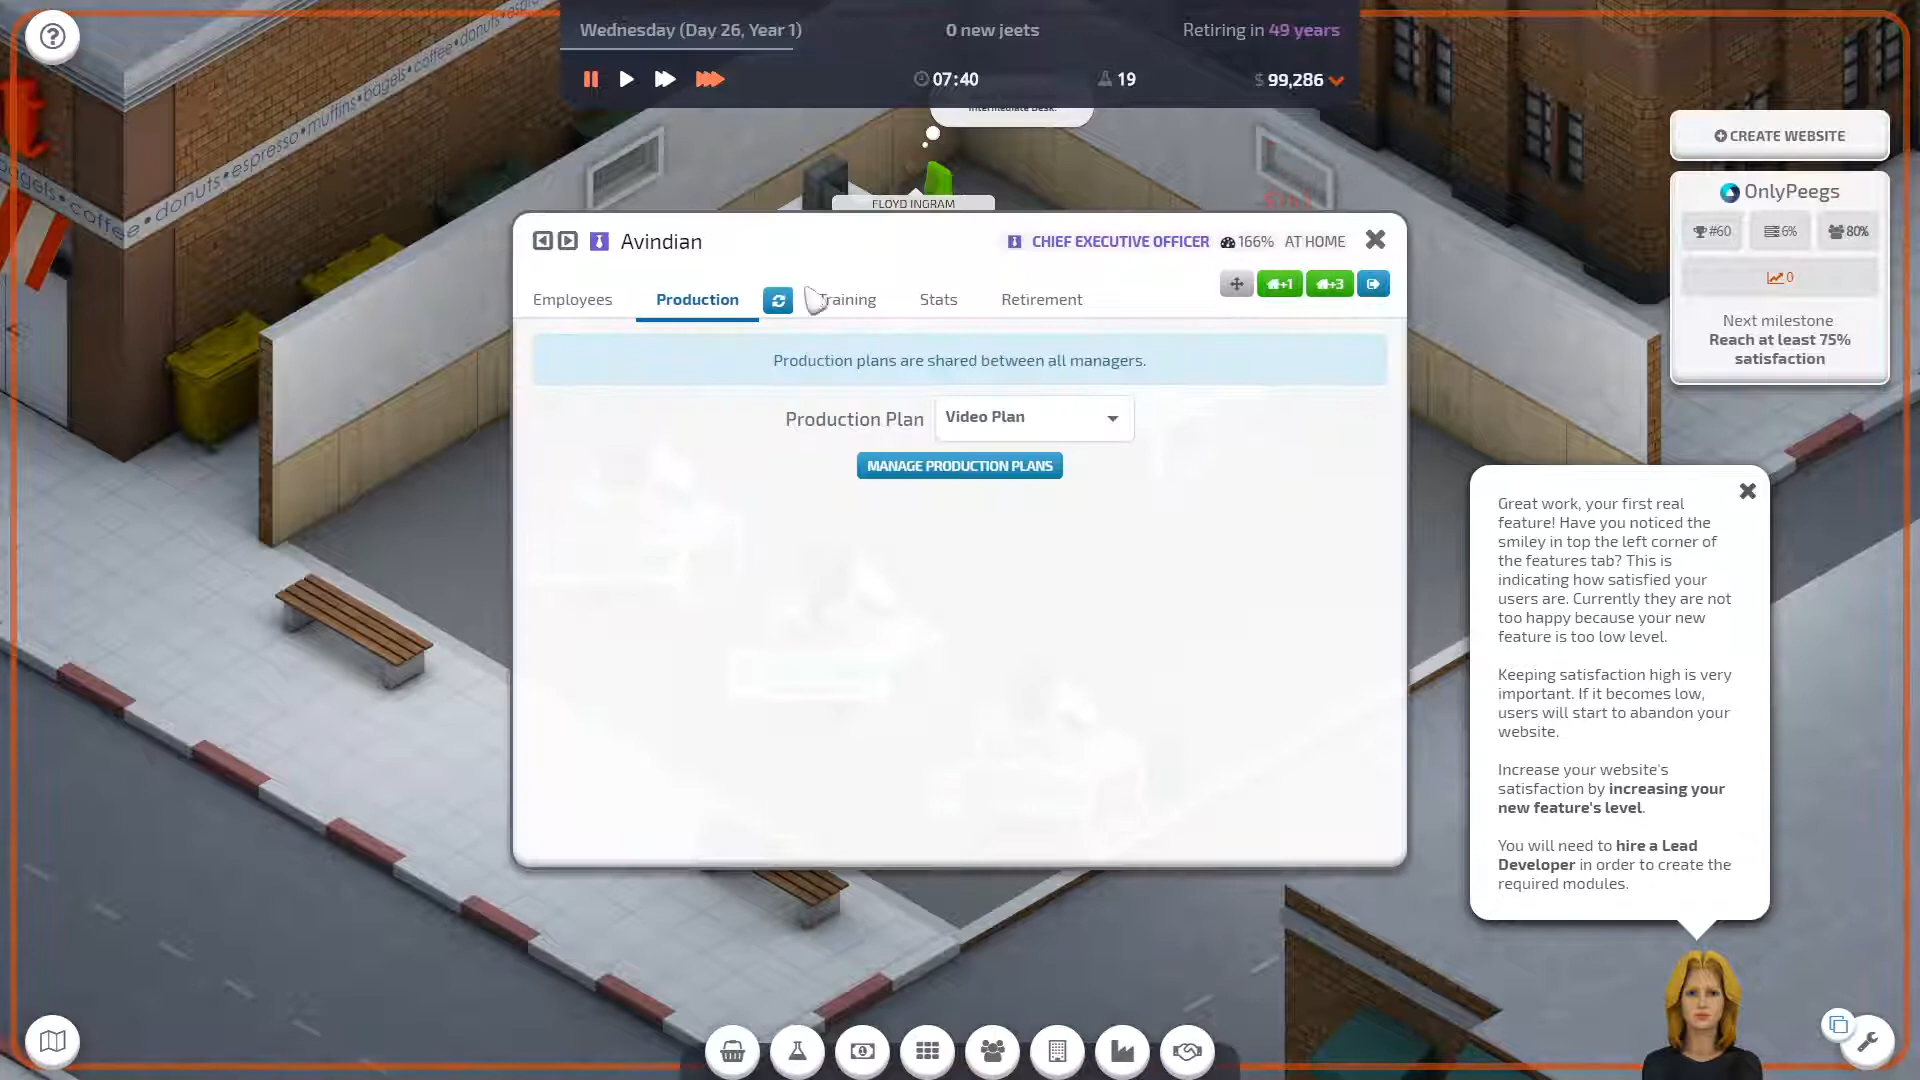 Wednesday (Day 26, Year 1)
0 new jeets
Retiring in 49 years
07:40
19
$ 99,286
Intermediate Desk.
FLOYD INGRAM
bagels • coffee • donuts • espresso • muffins • bagels • coffee • donuts • espr
CREATE WEBSITE
OnlyPeegs
#60
6%
80%
0
Next milestone
Reach at least 75%
satisfaction
Avindian
CHIEF EXECUTIVE OFFICER
166%
AT HOME
+1
+3
Employees
Production
Training
Stats
Retirement
Production plans are shared between all managers.
Production Plan
Video Plan
MANAGE PRODUCTION PLANS
Great work, your first real
feature! Have you noticed the
smiley in top the left corner of
the features tab? This is
indicating how satisfied your
users are. Currently they are not
too happy because your new
feature is too low level.
Keeping satisfaction high is very
important. If it becomes low,
users will start to abandon your
website.
Increase your website's
satisfaction by increasing your
new feature's level.
You will need to hire a Lead
Developer in order to create the
required modules.